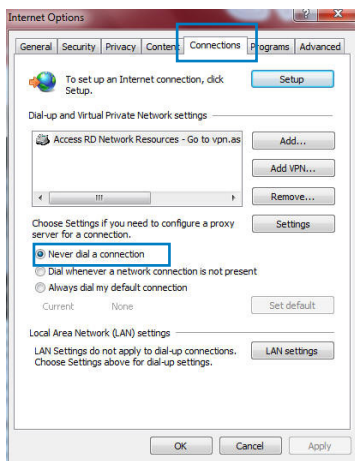 Internet Options
General Security Privacy Content Connections Programs Advanced
To set up an Internet connection, click
Setup.
Setup
Dial-up and Virtual Private Network settings
Access RD Network Resources - Go to vpn.as
Add...
Add VPN...
Remove...
Choose Settings if you need to configure a proxy
server for a connection.
Settings
Never dial a connection
Dial whenever a network connection is not present
Always dial my default connection
Current None
Set default
Local Area Network (LAN) settings
LAN Settings do not apply to dial-up connections.
Choose Settings above for dial-up settings.
LAN settings
OK Cancel Apply